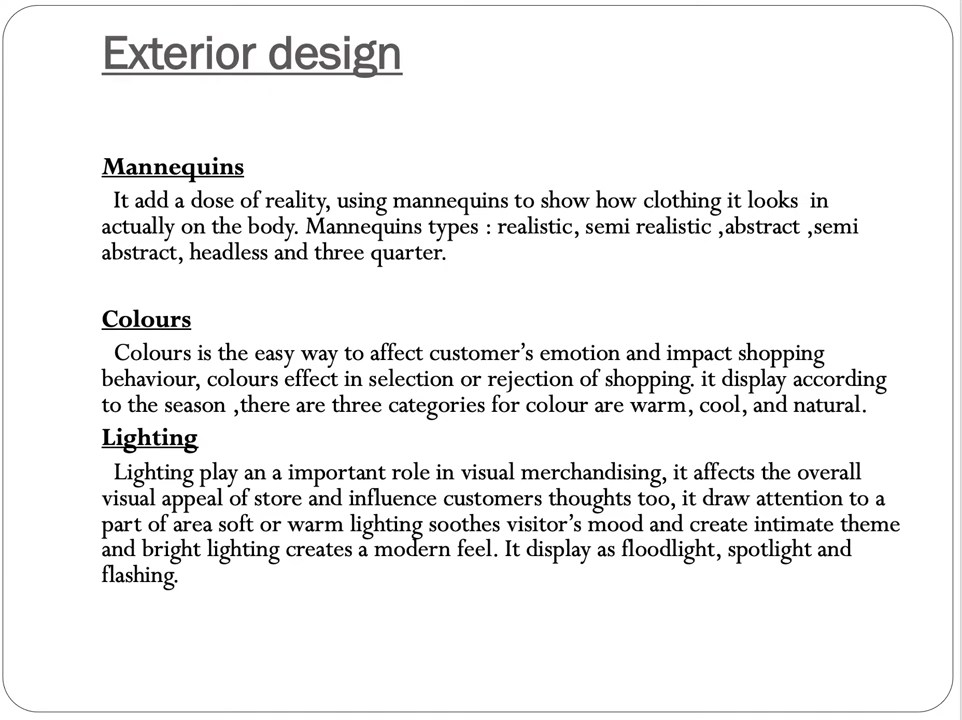 Exterior design
Mannequins
It add a dose of reality, using mannequins to show how clothing it looks in
actually on the body. Mannequins types : realistic, semi realistic ,abstract ,semi
abstract, headless and three quarter.
Colours
Colours is the easy way to affect customer's emotion and impact shopping
behaviour, colours effect in selection or rejection of shopping. it display according
to the season ,there are three categories for colour are warm, cool, and natural.
Lighting
Lighting play an a important role in visual merchandising, it affects the overall
visual appeal of store and influence customers thoughts too, it draw attention to a
part of area soft or warm lighting soothes visitor's mood and create intimate theme
and bright lighting creates a modern feel. It display as floodlight, spotlight and
flashing.